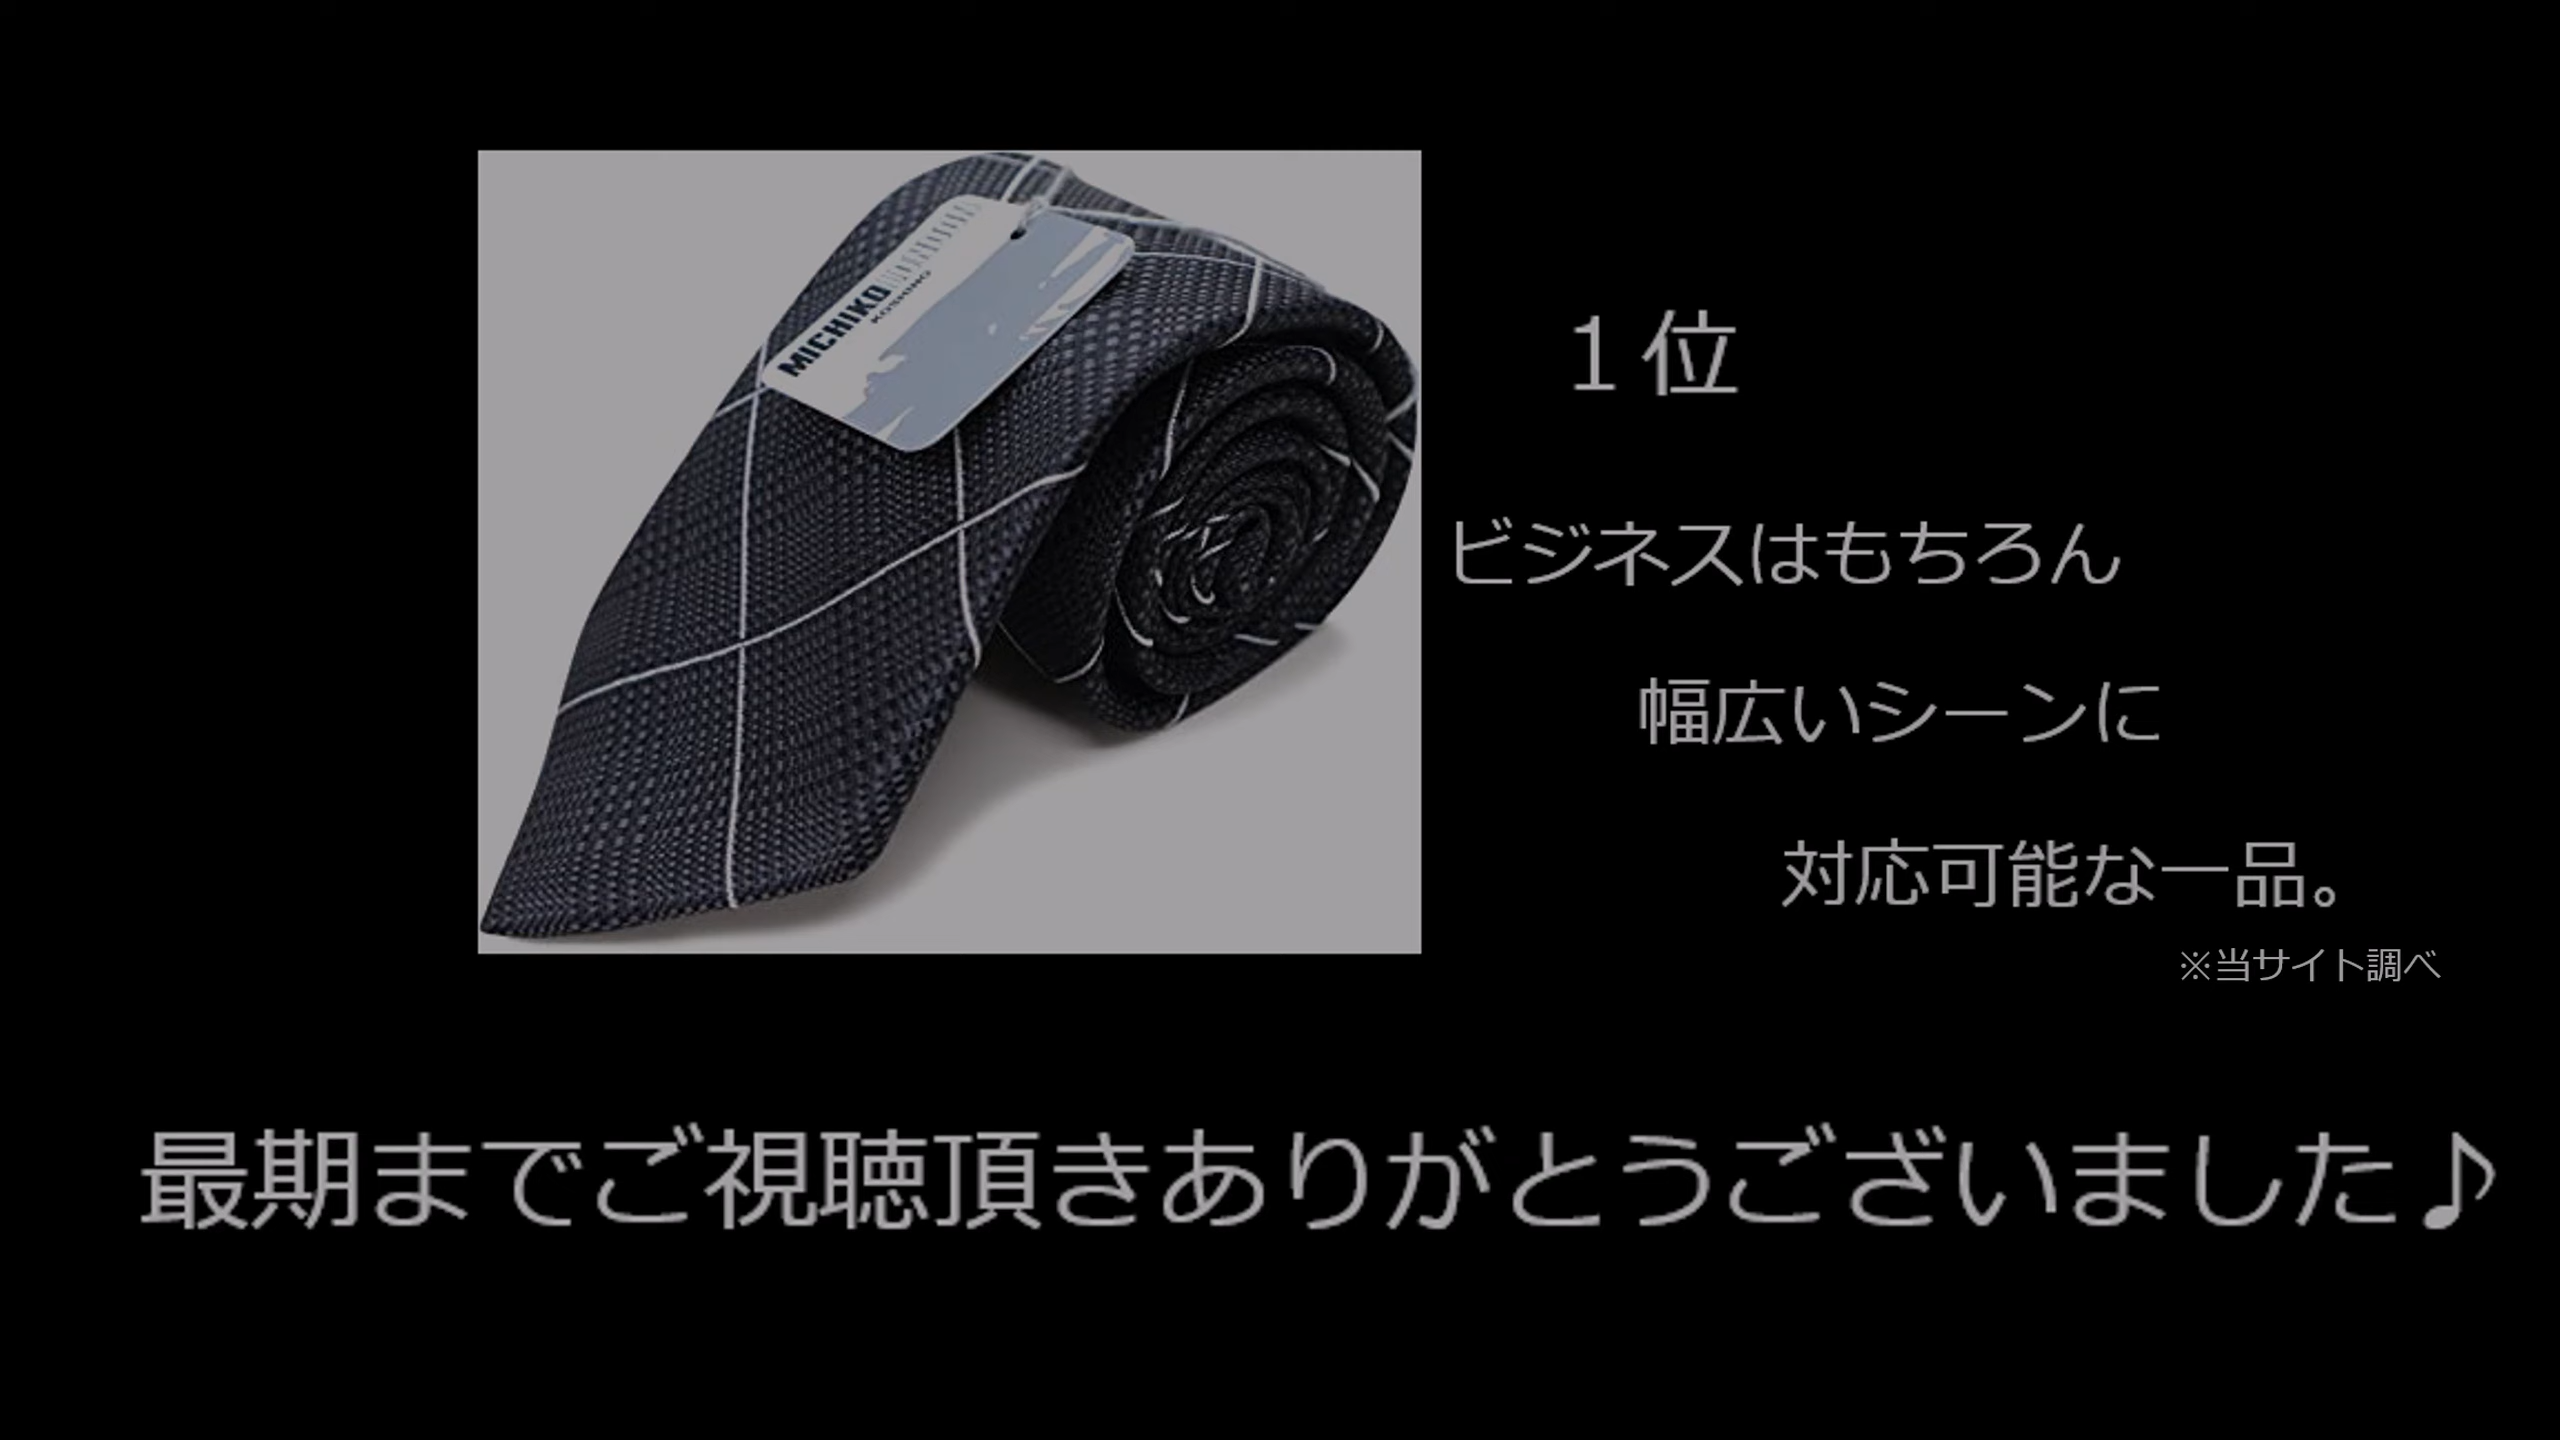 MICHIKO
KOSHINO
１位
ビジネスはもちろん
幅広いシーンに
対応可能な一品。
※当サイト調べ
最期までご視聴頂きありがとうございました♪